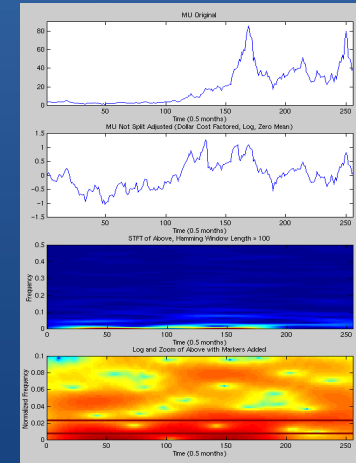 MU Original
80
60
40
20
0
50 100 150 200 250
Time (0.5 months)
MU Not Split Adjusted (Dollar Cost Factored, Log, Zero Mean)
1.5
1
0.5
0
−0.5
−1
−1.5
50 100 150 200 250
Time (0.5 months)
STFT of Above, Hamming Window Length = 100
0.5
0.4
0.3
0.2
0.1
0
Frequency
50 100 150 200 250
Time (0.5 months)
Log and Zoom of Above with Markers Added
0.1
0.08
0.06
0.04
0.02
0
Normalized Frequency
50 100 150 200 250
Time (0.5 months)